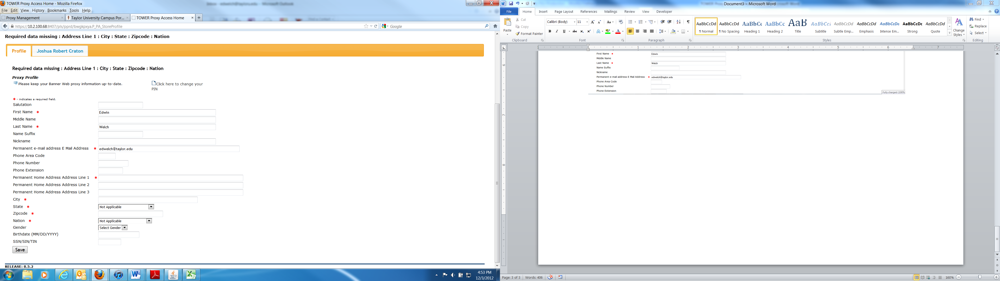 TOWER Proxy Access Home - Mozilla Firefox
File Edit View History Bookmarks Tools Help
Proxy Management
Taylor University Campus Por...
TOWER Proxy Access Home
https://10.2.100.68:8407/pls/pprd/bwgkpxya.P_PA_StoreProfile
Google
Required data missing : Address Line 1 : City : State : Zipcode : Nation
Profile
Joshua Robert Craton
Required data missing : Address Line 1 : City : State : Zipcode : Nation
Proxy Profile
Please keep your Banner Web proxy information up-to-date.
Click here to change your
PIN
* - indicates a required field.
Salutation
First Name * Edwin
Middle Name
Last Name * Welch
Name Suffix
Nickname
Permanent e-mail address E Mail Address * edwelch@taylor.edu
Phone Area Code
Phone Number
Phone Extension
Permanent Home Address Address Line 1 *
Permanent Home Address Address Line 2
Permanent Home Address Address Line 3
City *
State * Not Applicable
Zipcode *
Nation * Not Applicable
Gender Select Gender
Birthdate (MM/DD/YYYY)
SSN/SIN/TIN
Save
RELEASE: 8.5.2
4:53 PM
12/3/2012
Document3 - Microsoft Word
File Home Insert Page Layout References Mailings Review View Developer
Paste
Cut
Copy
Format Painter
Clipboard
Calibri (Body) 11
Font
Paragraph
AaBbCcDd AaBbCcDd AaBbC AaBbCc AaB AaBbCcI AaBbCcDd AaBbCcDd AaBbCcDd AaBbCcDc AaBbCcDd
¶ Normal ¶ No Spacing Heading 1 Heading 2 Title Subtitle Subtle Emp... Emphasis Intense Em... Strong Quote
Change
Styles
Styles
Find
Replace
Select
Editing
First Name * Edwin
Middle Name
Last Name * Welch
Name Suffix
Nickname
Permanent e-mail address E Mail Address * edwelch@taylor.edu
Phone Area Code
Phone Number
Phone Extension
Fully charged (100%
Page: 3 of 3
Words: 406
160%